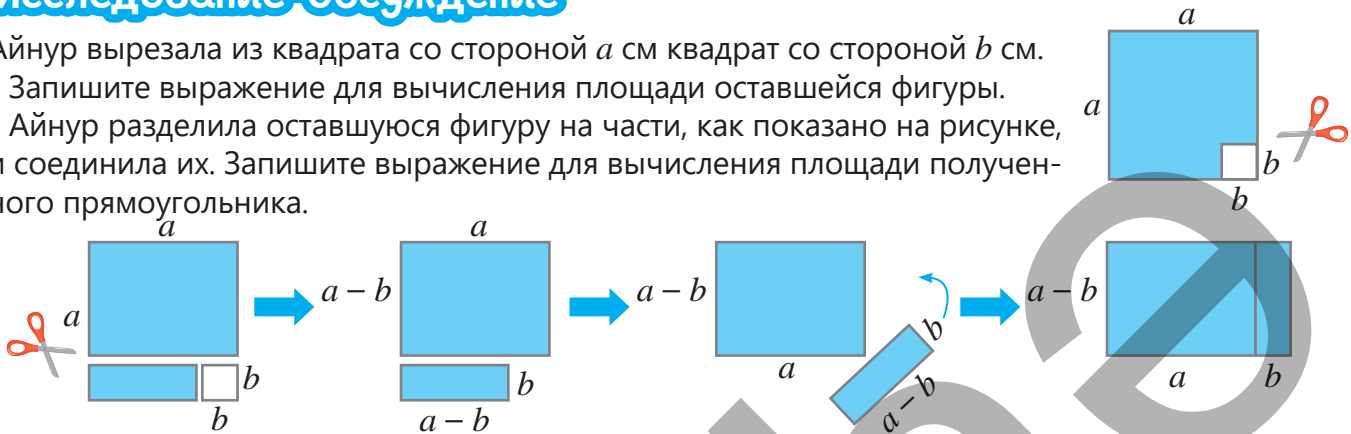 Исследование-обсуждение
Айнур вырезала из квадрата со стороной a см квадрат со стороной b см.
Запишите выражение для вычисления площади оставшейся фигуры.
Айнур разделила оставшуюся фигуру на части, как показано на рисунке,
и соединила их. Запишите выражение для вычисления площади получен-
ного прямоугольника.
a
a
b
b
a
a
b
b
a
a − b
b
a − b
a − b
a
b
a − b
a − b
a
b